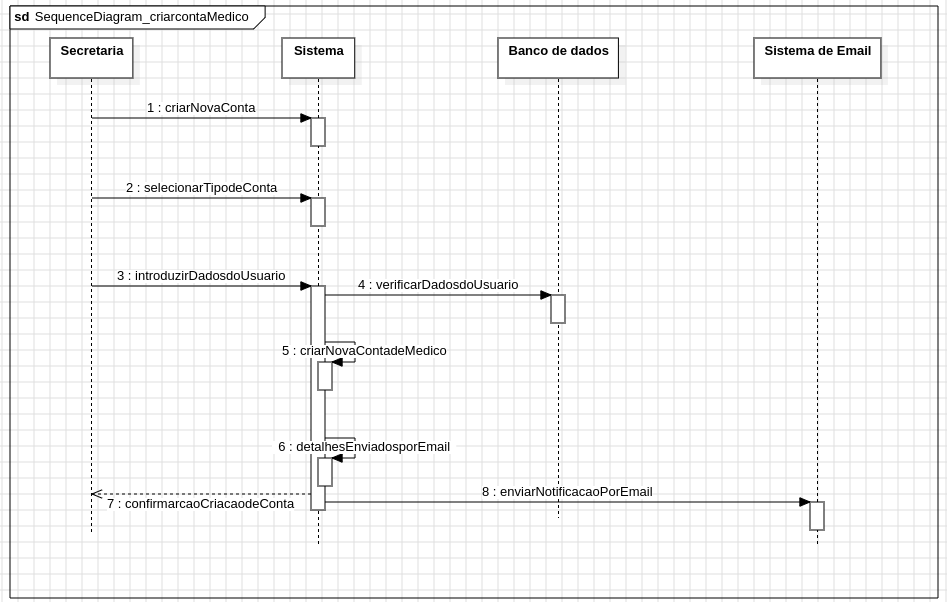 sd SequenceDiagram_criarcontaMedico
Secretaria
Sistema
Banco de dados
Sistema de Email
1 : criarNovaConta
2 : selecionarTipodeConta
3 : introduzirDadosdoUsuario
4 : verificarDadosdoUsuario
5 : criarNovaContadeMedico
6 : detalhesEnviadosporEmail
7 : confirmarcaoCriacaodeConta
8 : enviarNotificacaoPorEmail